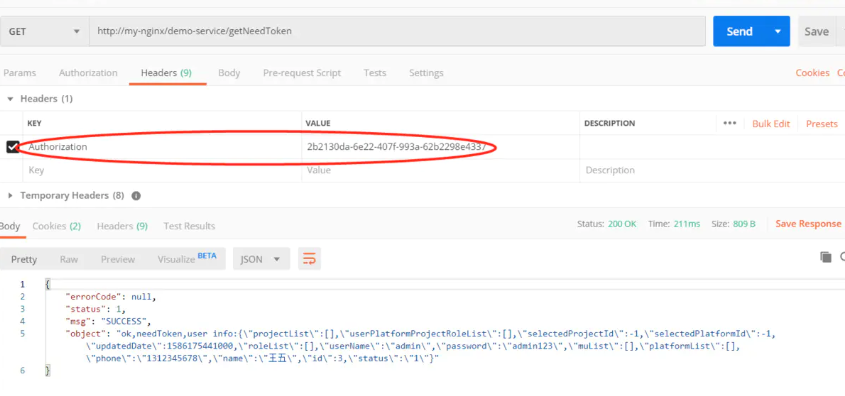 GET http://my-nginx/demo-service/getNeedToken Send Save
Params Authorization Headers (9) Body Pre-request Script Tests Settings Cookies
Headers (1)
KEY VALUE DESCRIPTION ••• Bulk Edit Presets
Authorization 2b2130da-6e22-407f-993a-62b2298e4337
Key Value Description
Temporary Headers (8)
Body Cookies (2) Headers (9) Test Results Status: 200 OK Time: 211ms Size: 809 B Save Response
Pretty Raw Preview Visualize BETA JSON
1 {
2 "errorCode": null,
3 "status": 1,
4 "msg": "SUCCESS",
5 "object": "ok,needToken,user info:{\"projectList\":[],\"userPlatformProjectRoleList\":[],\"selectedProjectId\":-1,\"selectedPlatformId\":-1,
\"updatedDate\":1586175441000,\"roleList\":[],\"userName\":\"admin\",\"password\":\"admin123\",\"muList\":[],\"platformList\":[],
\"phone\":\"1312345678\",\"name\":\"王五\",\"id\":3,\"status\":\"1\"}"
6 }